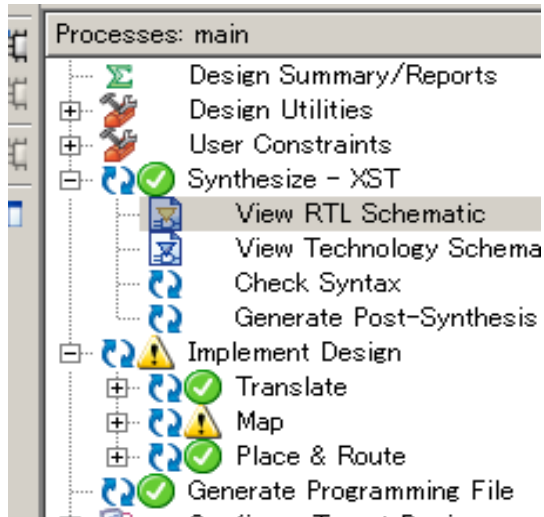 Processes: main
Design Summary/Reports
Design Utilities
User Constraints
Synthesize - XST
View RTL Schematic
View Technology Schema
Check Syntax
Generate Post-Synthesis
Implement Design
Translate
Map
Place & Route
Generate Programming File